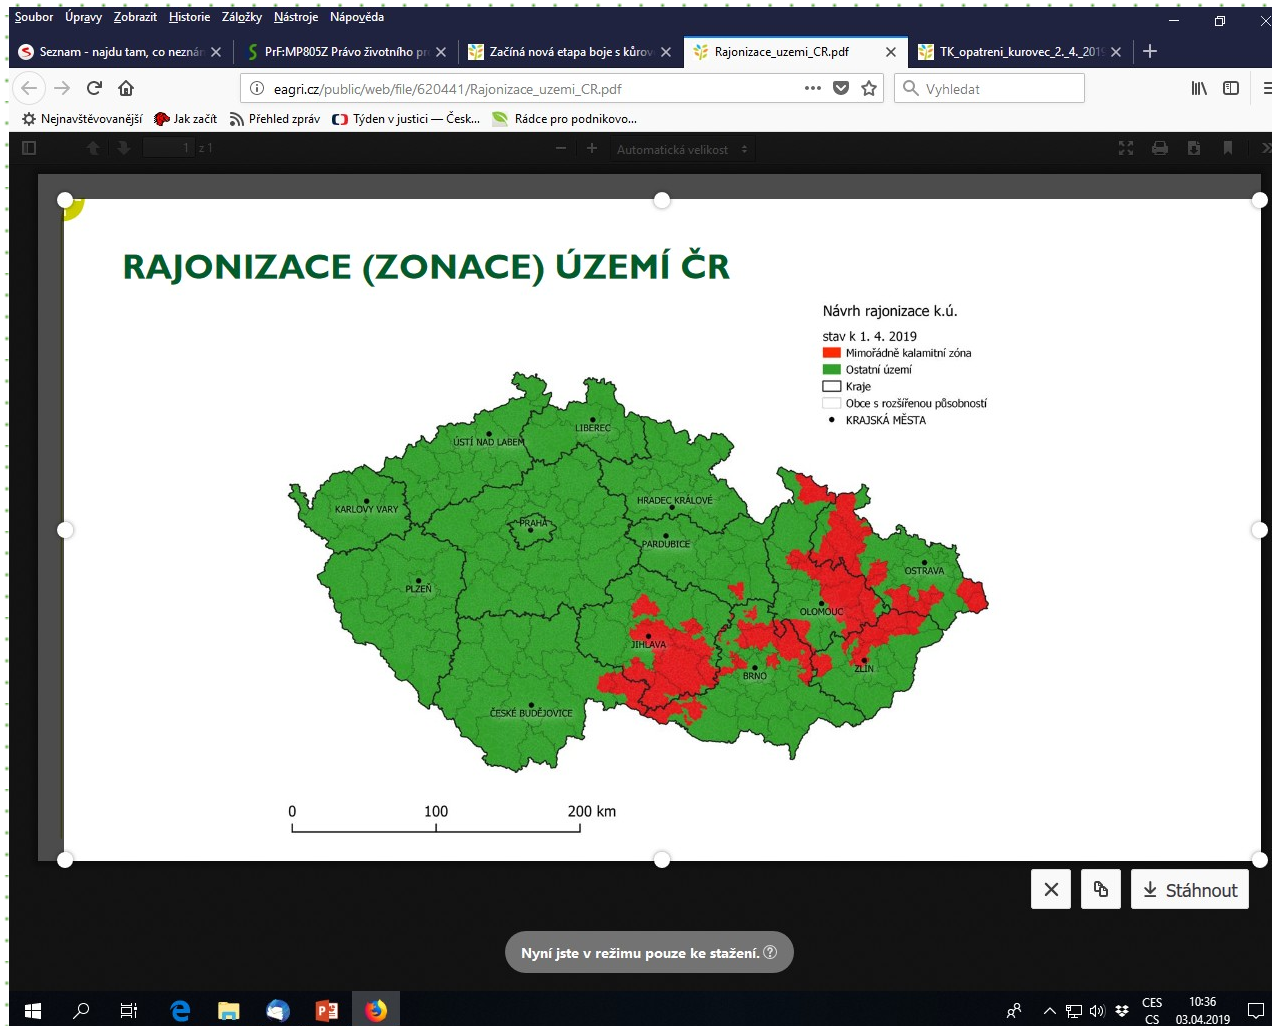 Soubor Úpravy Zobrazit Historie Záložky Nástroje Nápověda
Seznam - najdu tam, co neznám
PrF:MP805Z Právo životního pro
Začíná nová etapa boje s kůrov
Rajonizace_uzemi_CR.pdf
TK_opatreni_kurovec_2._4._2019
eagri.cz/public/web/file/620441/Rajonizace_uzemi_CR.pdf
Vyhledat
Nejnavštěvovanější Jak začít Přehled zpráv Týden v justici — Česk... Rádce pro podnikovo...
1 z 1 Automatická velikost
RAJONIZACE (ZONACE) ÚZEMÍ ČR
Návrh rajonizace k.ú.
stav k 1. 4. 2019
Mimořádně kalamitní zóna
Ostatní území
Kraje
Obce s rozšířenou působností
KRAJSKÁ MĚSTA
LIBEREC
ÚSTÍ NAD LABEM
HRADEC KRÁLOVÉ
KARLOVY VARY
PRAHA
PARDUBICE
OSTRAVA
PLZEŇ
OLOMOUC
JIHLAVA
ZLÍN
BRNO
ČESKÉ BUDĚJOVICE
0 100 200 km
Stáhnout
Nyní jste v režimu pouze ke stažení.
CES 10:36
CS 03.04.2019